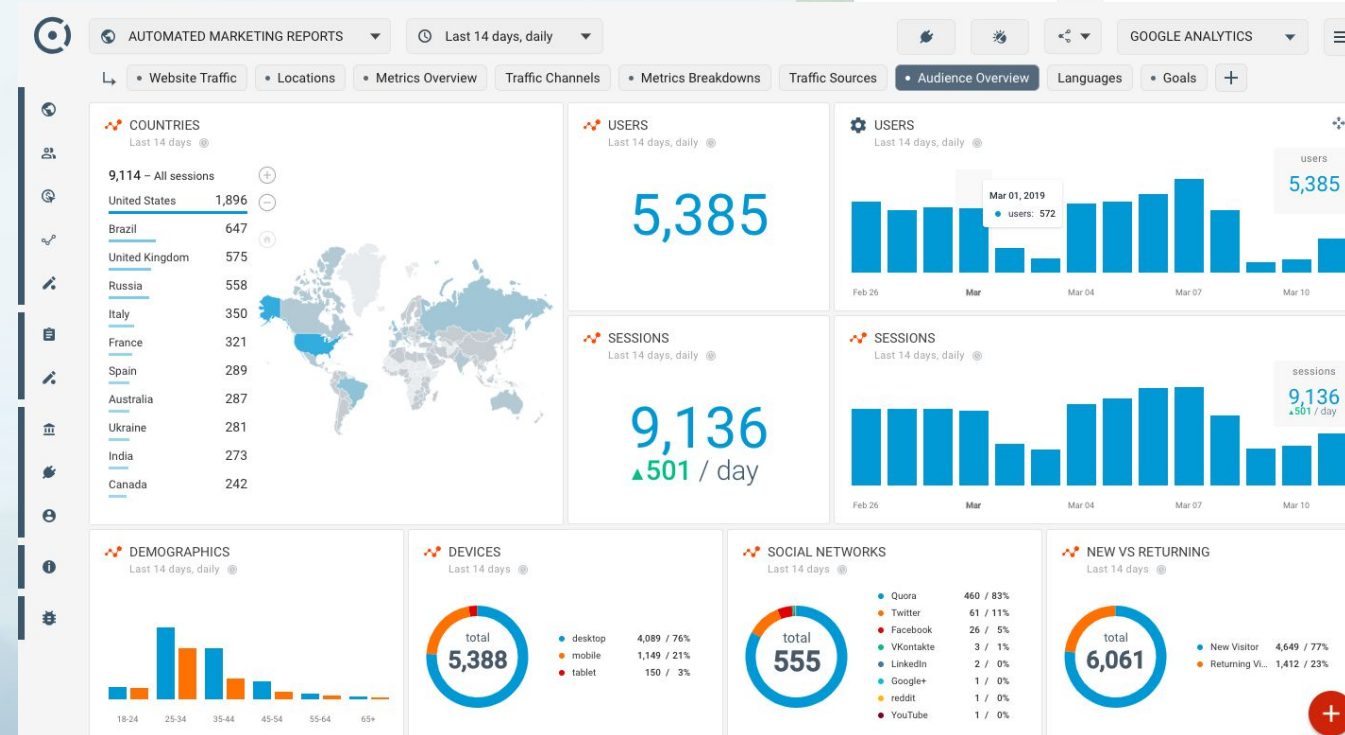 AUTOMATED MARKETING REPORTS
Last 14 days, daily
GOOGLE ANALYTICS
Website Traffic
Locations
Metrics Overview
Traffic Channels
Metrics Breakdowns
Traffic Sources
Audience Overview
Languages
Goals
COUNTRIES
Last 14 days
9,114 – All sessions
United States 1,896
Brazil 647
United Kingdom 575
Russia 558
Italy 350
France 321
Spain 289
Australia 287
Ukraine 281
India 273
Canada 242
USERS
Last 14 days, daily
5,385
USERS
Last 14 days, daily
users
5,385
Mar 01, 2019
users: 572
Feb 26 Mar Mar 04 Mar 07 Mar 10
SESSIONS
Last 14 days, daily
9,136
▲501 / day
SESSIONS
Last 14 days, daily
sessions
9,136
▲501 / day
Feb 26 Mar Mar 04 Mar 07 Mar 10
DEMOGRAPHICS
Last 14 days, daily
18-24 25-34 35-44 45-54 55-64 65+
DEVICES
Last 14 days
total
5,388
desktop 4,089 / 76%
mobile 1,149 / 21%
tablet 150 / 3%
SOCIAL NETWORKS
Last 14 days
total
555
Quora 460 / 83%
Twitter 61 / 11%
Facebook 26 / 5%
VKontakte 3 / 1%
LinkedIn 2 / 0%
Google+ 1 / 0%
reddit 1 / 0%
YouTube 1 / 0%
NEW VS RETURNING
Last 14 days
total
6,061
New Visitor 4,649 / 77%
Returning Vi... 1,412 / 23%